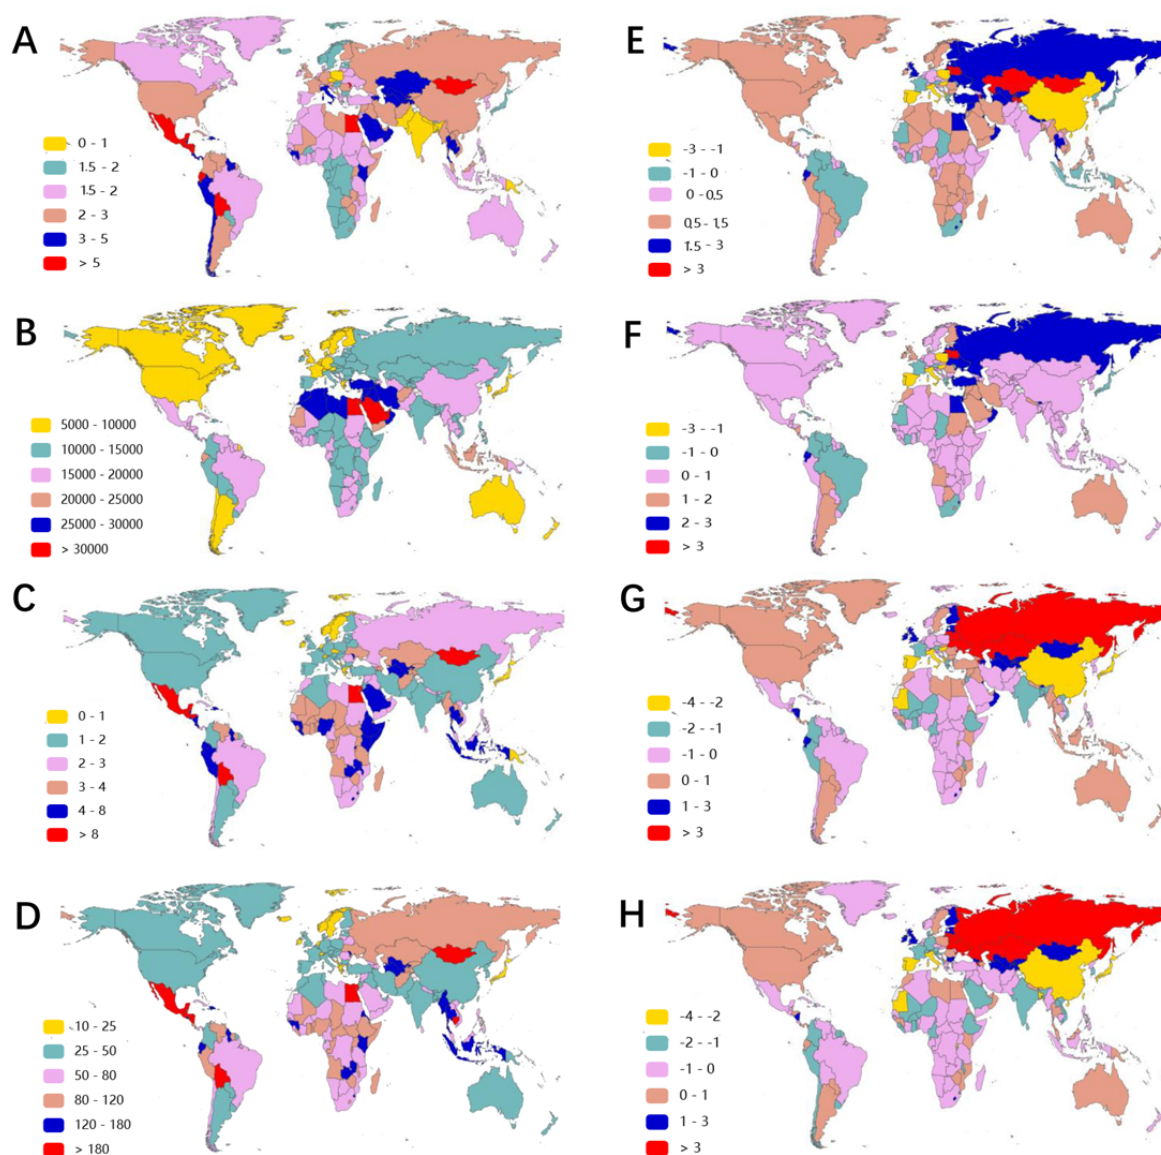 A
0 - 1
1.5 - 2
1.5 - 2
2 - 3
3 - 5
> 5
B
5000 - 10000
10000 - 15000
15000 - 20000
20000 - 25000
25000 - 30000
> 30000
C
0 - 1
1 - 2
2 - 3
3 - 4
4 - 8
> 8
D
10 - 25
25 - 50
50 - 80
80 - 120
120 - 180
> 180
E
-3 - -1
-1 - 0
0 - 0.5
0.5 - 1.5
1.5 - 3
> 3
F
-3 - -1
-1 - 0
0 - 1
1 - 2
2 - 3
> 3
G
-4 - -2
-2 - -1
-1 - 0
0 - 1
1 - 3
> 3
H
-4 - -2
-2 - -1
-1 - 0
0 - 1
1 - 3
> 3